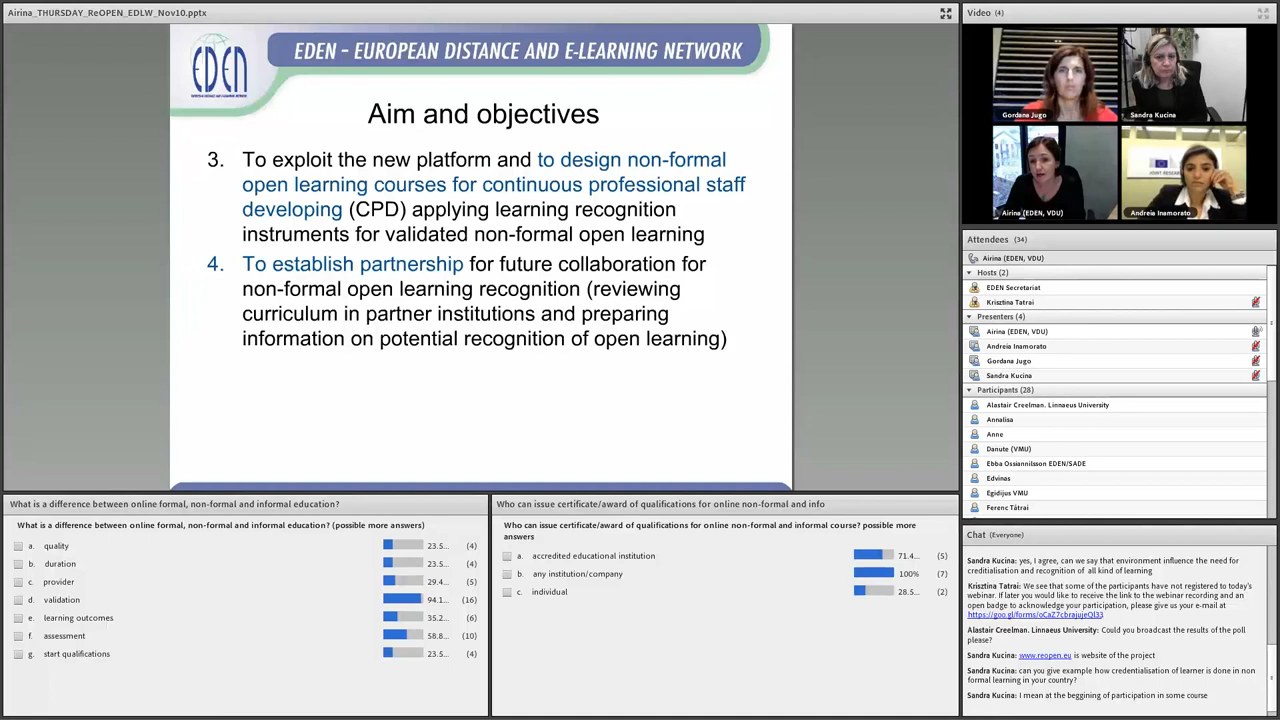 Airina_THURSDAY_ReOPEN_EDLW_Nov10.pptx
EDEN
EDEN – EUROPEAN DISTANCE AND E-LEARNING NETWORK
Aim and objectives
3. To exploit the new platform and to design non-formal
open learning courses for continuous professional staff
developing (CPD) applying learning recognition
instruments for validated non-formal open learning
4. To establish partnership for future collaboration for
non-formal open learning recognition (reviewing
curriculum in partner institutions and preparing
information on potential recognition of open learning)
What is a difference between online formal, non-formal and informal education?
What is a difference between online formal, non-formal and informal education? (possible more answers)
a. quality 23.5... (4)
b. duration 23.5... (4)
c. provider 29.4... (5)
d. validation 94.1... (16)
e. learning outcomes 35.2... (6)
f. assessment 58.8... (10)
g. start qualifications 23.5... (4)
Who can issue certificate/award of qualifications for online non-formal and info
Who can issue certificate/award of qualifications for online non-formal and informal course? possible more
answers
a. accredited educational institution 71.4... (5)
b. any institution/company 100% (7)
c. individual 28.5... (2)
Video (4)
Gordana Jugo
Sandra Kucina
Airina (EDEN, VDU)
Andreia Inamorato
Attendees (34)
Airina (EDEN, VDU)
Hosts (2)
EDEN Secretariat
Krisztina Tatrai
Presenters (4)
Airina (EDEN, VDU)
Andreia Inamorato
Gordana Jugo
Sandra Kucina
Participants (28)
Alastair Creelman. Linnaeus University
Annalisa
Anne
Danute (VMU)
Ebba Ossiannilsson EDEN/SADE
Edvinas
Egidijus VMU
Ferenc Tátrai
Chat (Everyone)
Sandra Kucina: yes, I agree, can we say that environment influence the need for
creditialisation and recognition of all kind of learning
Krisztina Tatrai: We see that some of the participants have not registered to today's
webinar. If later you would like to receive the link to the webinar recording and an
open badge to acknowledge your participation, please give us your e-mail at
https://goo.gl/forms/oCaZ7cbrajujeQl33
Alastair Creelman. Linnaeus University: Could you broadcast the results of the poll
please?
Sandra Kucina: www.reopen.eu is website of the project
Sandra Kucina: can you give example how credentialisation of learner is done in non
formal learning in your country?
Sandra Kucina: I mean at the beggining of participation in some course